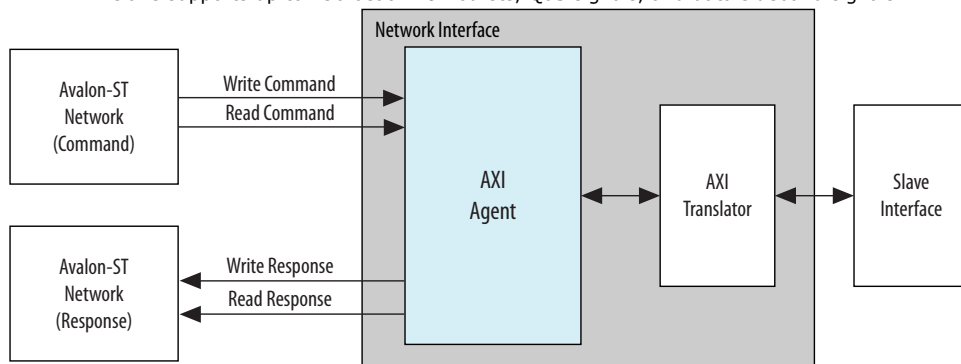 Network Interface
Avalon-ST
Network
(Command)
Write Command
Read Command
AXI
Agent
AXI
Translator
Slave
Interface
Avalon-ST
Network
(Response)
Write Response
Read Response